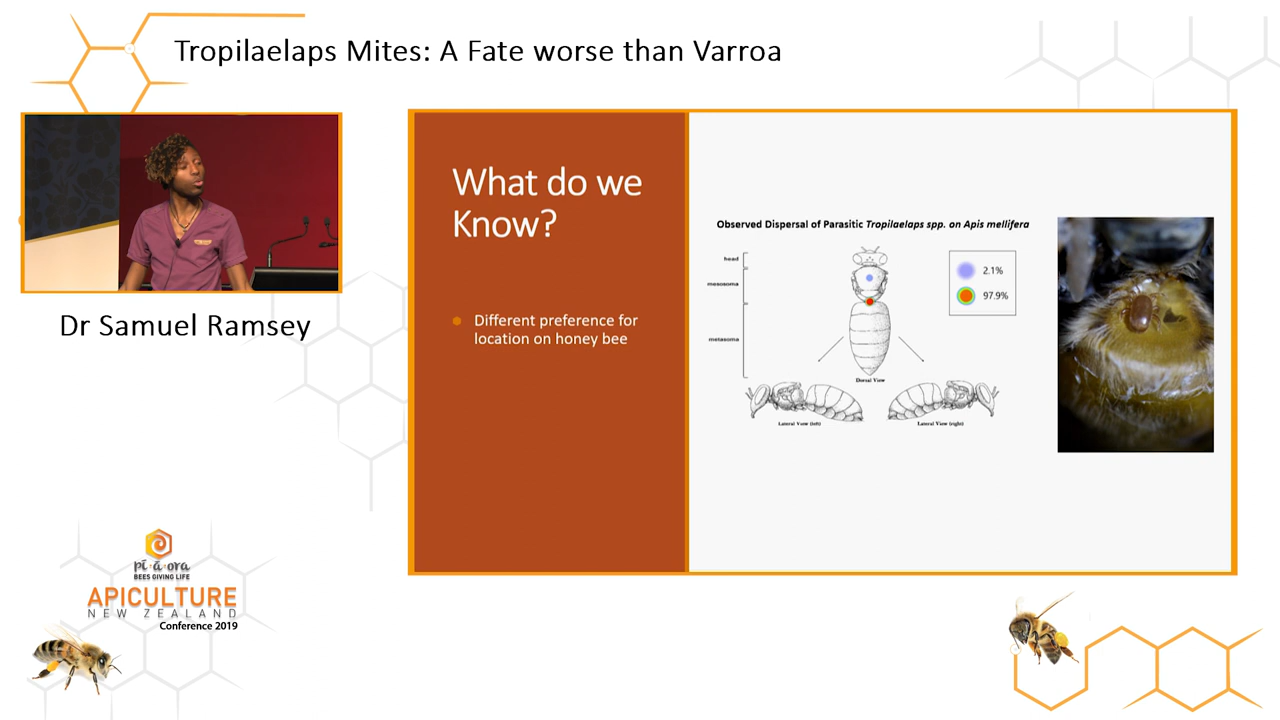 Tropilaelaps Mites: A Fate worse than Varroa
Dr Samuel Ramsey
What do we
Know?
Different preference for
location on honey bee
Observed Dispersal of Parasitic Tropilaelaps spp. on Apis mellifera
head
mesosoma
metasoma
2.1%
97.9%
Dorsal View
Lateral View (left)
Lateral View (right)
pī·ā·ora
BEES GIVING LIFE
APICULTURE
NEW ZEALAND
Conference 2019